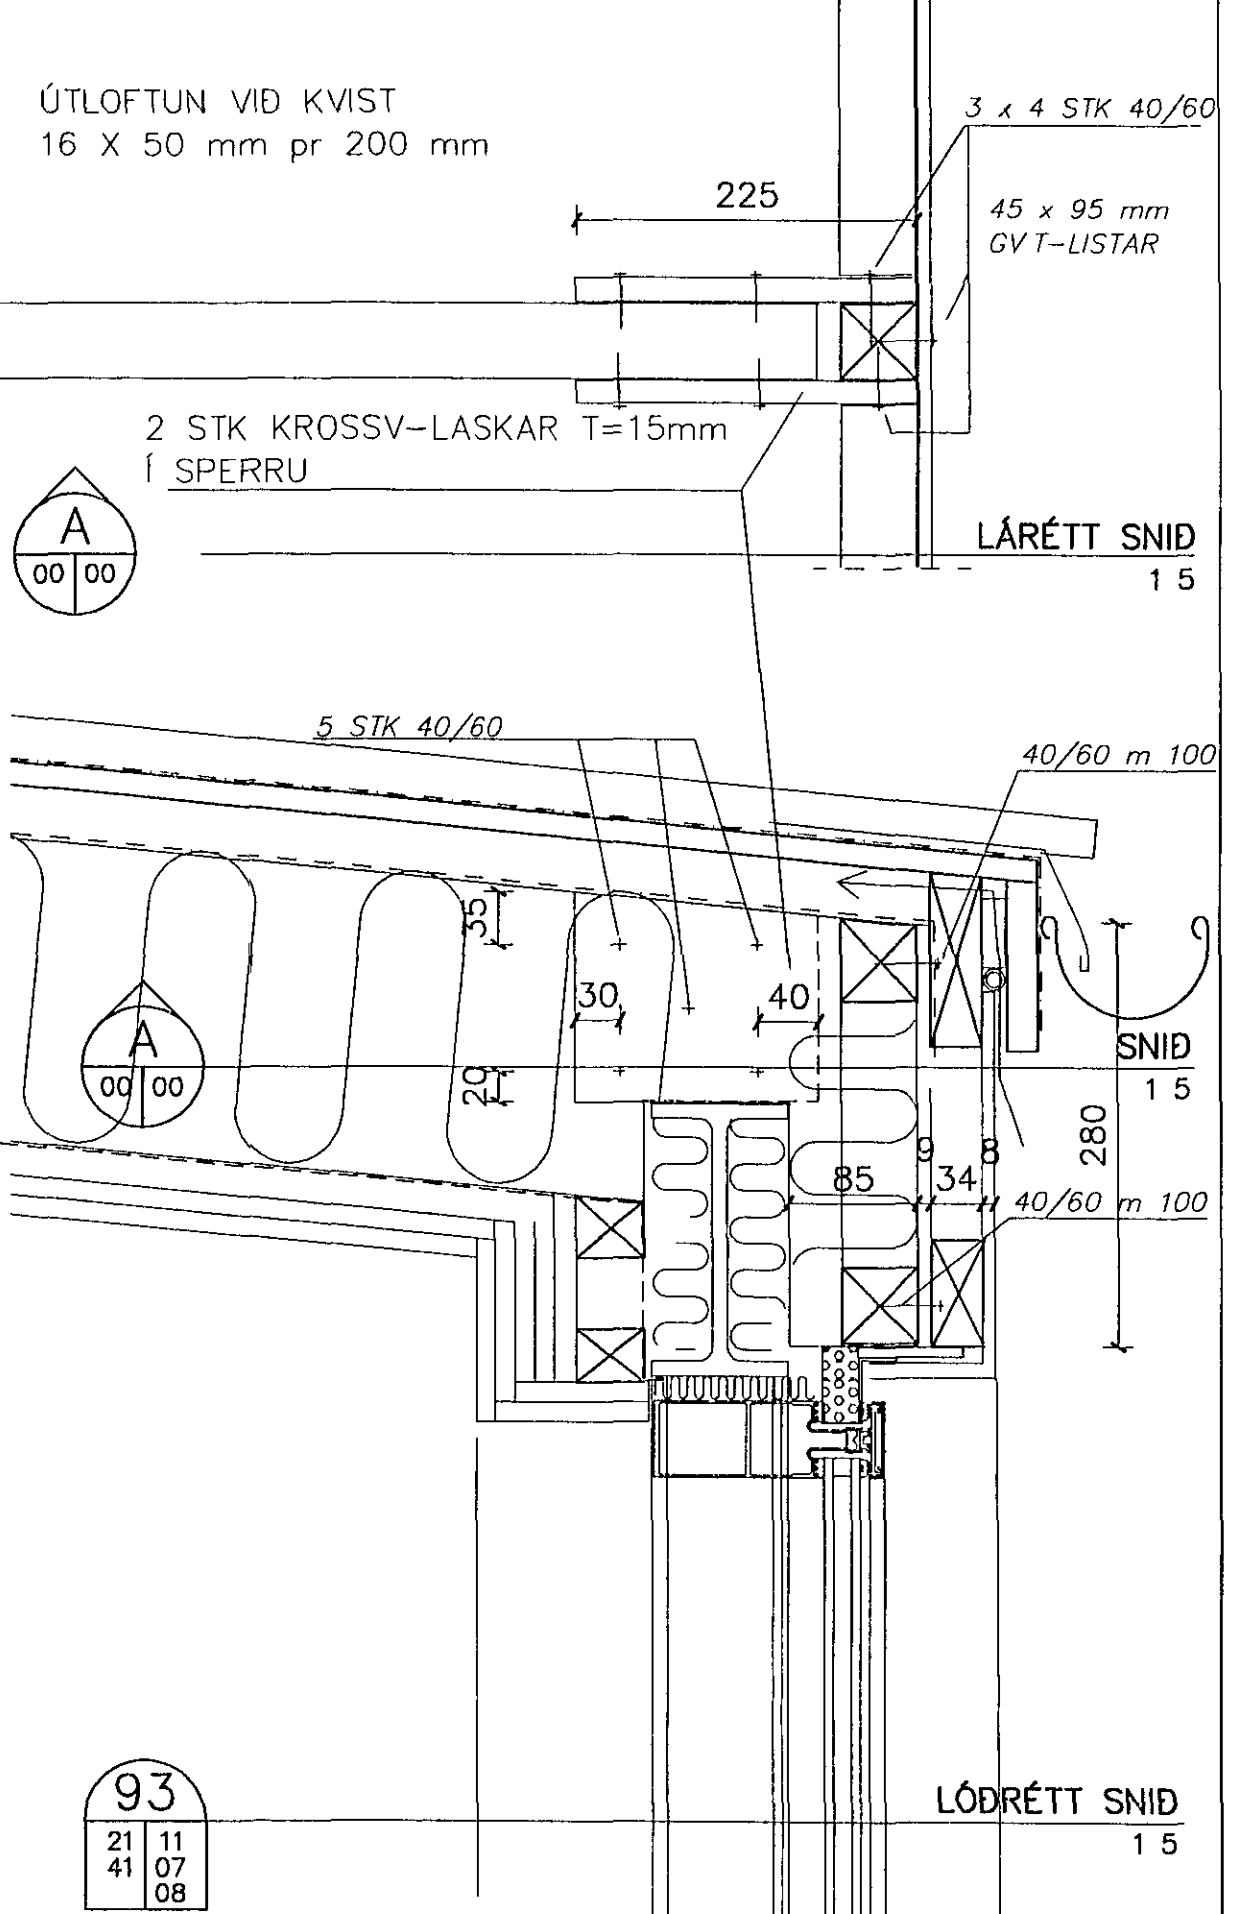 ÚTLOFTUN VIÐ KVIST
16 X 50 mm pr 200 mm
3 x 4 STK 40/60
225
45 x 95 mm
GVT-LISTAR
2 STK KROSSV-LASKAR T=15mm
Í SPERRU
A
00 00
LÁRÉTT SNIÐ
1 5
5 STK 40/60
40/60 m 100
35
30
40
A
00 00
20
SNIÐ
1 5
280
9
8
85
34
40/60 m 100
93
21 11
41 07
08
LÓÐRÉTT SNIÐ
1 5